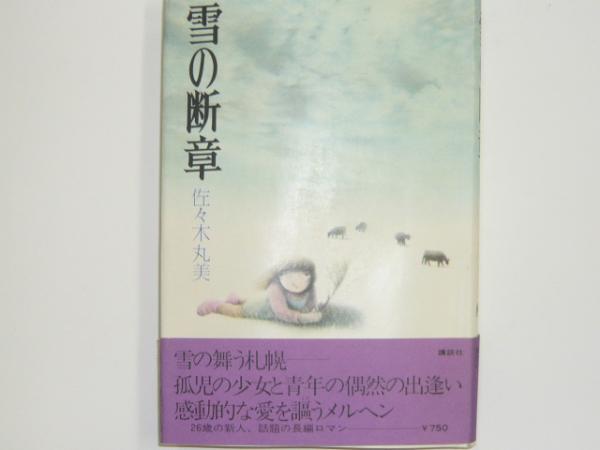 雪の断章
佐々木丸美
雪の舞う札幌──
講談社
孤児の少女と青年の偶然の出逢い
感動的な愛を謳うメルヘン
26歳の新人、話題の長編ロマン────¥750